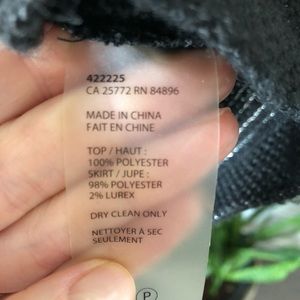 422225
CA 25772 RN 84896
MADE IN CHINA
FAIT EN CHINE
TOP / HAUT :
100% POLYESTER
SKIRT / JUPE :
98% POLYESTER
2% LUREX
DRY CLEAN ONLY
NETTOYER À SEC
SEULEMENT
P